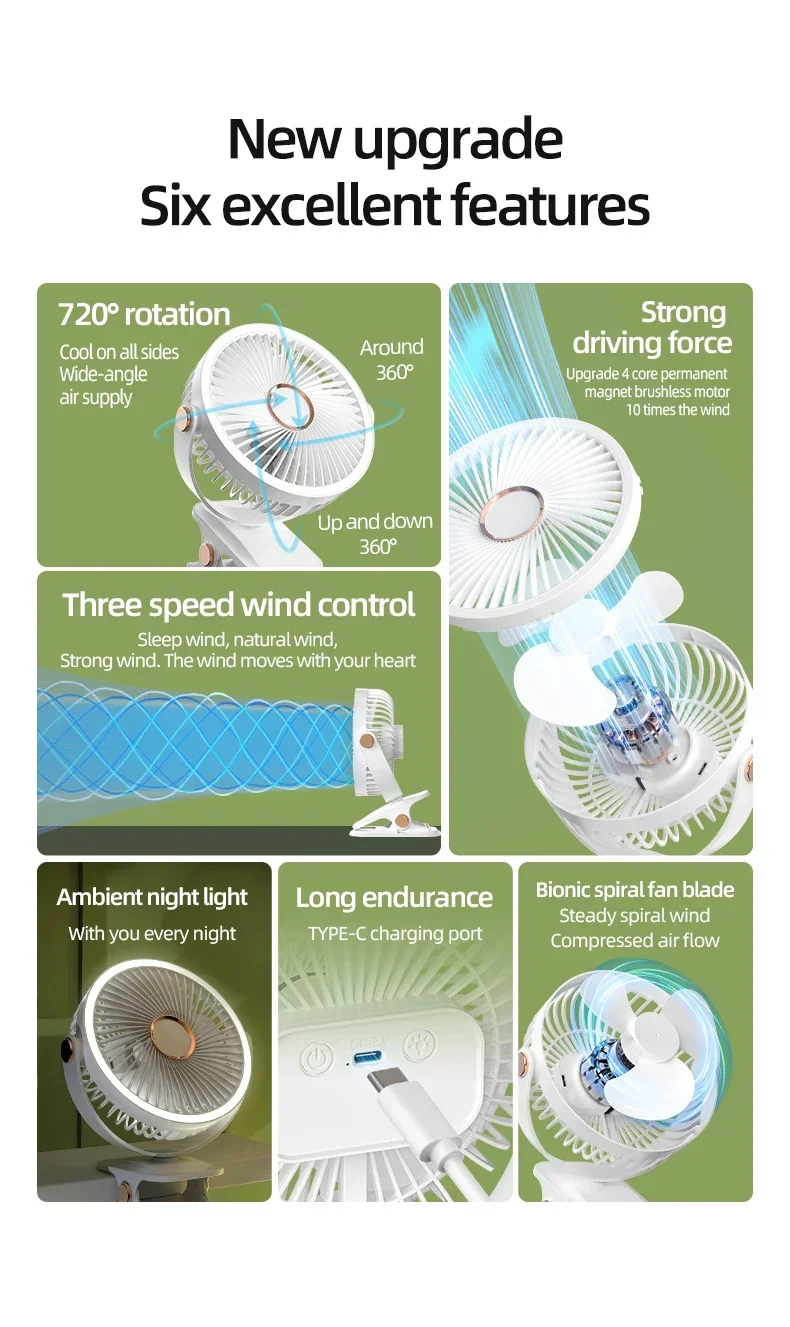 New upgrade
Six excellent features
720° rotation
Cool on all sides
Wide-angle
air supply
Around
360°
Up and down
360°
Strong
driving force
Upgrade 4 core permanent
magnet brushless motor
10 times the wind
Three speed wind control
Sleep wind, natural wind,
Strong wind. The wind moves with your heart
Ambient night light
With you every night
Long endurance
TYPE-C charging port
DC-5V
Bionic spiral fan blade
Steady spiral wind
Compressed air flow